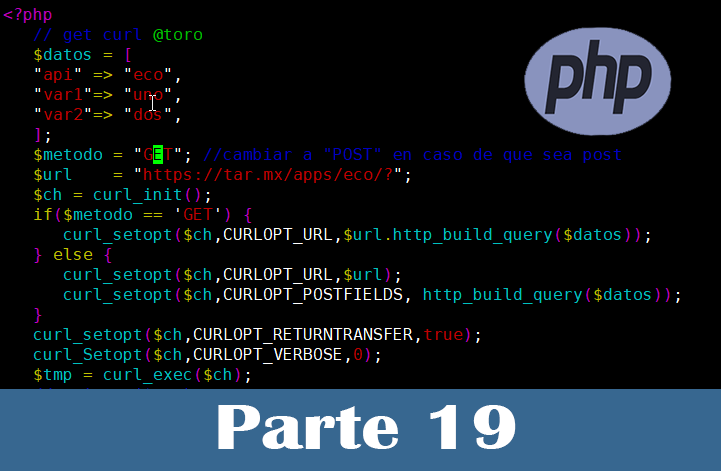 <?php
// get curl @toro
$datos = [
"api" => "eco",
"var1"=> "uno",
"var2"=> "dos",
];
$metodo = "GET"; //cambiar a "POST" en caso de que sea post
$url    = "https://tar.mx/apps/eco/?";
$ch = curl_init();
if($metodo == 'GET') {
curl_setopt($ch,CURLOPT_URL,$url.http_build_query($datos));
} else {
curl_setopt($ch,CURLOPT_URL,$url);
curl_setopt($ch,CURLOPT_POSTFIELDS, http_build_query($datos));
}
curl_setopt($ch,CURLOPT_RETURNTRANSFER,true);
curl_Setopt($ch,CURLOPT_VERBOSE,0);
$tmp = curl_exec($ch);
php
Parte 19